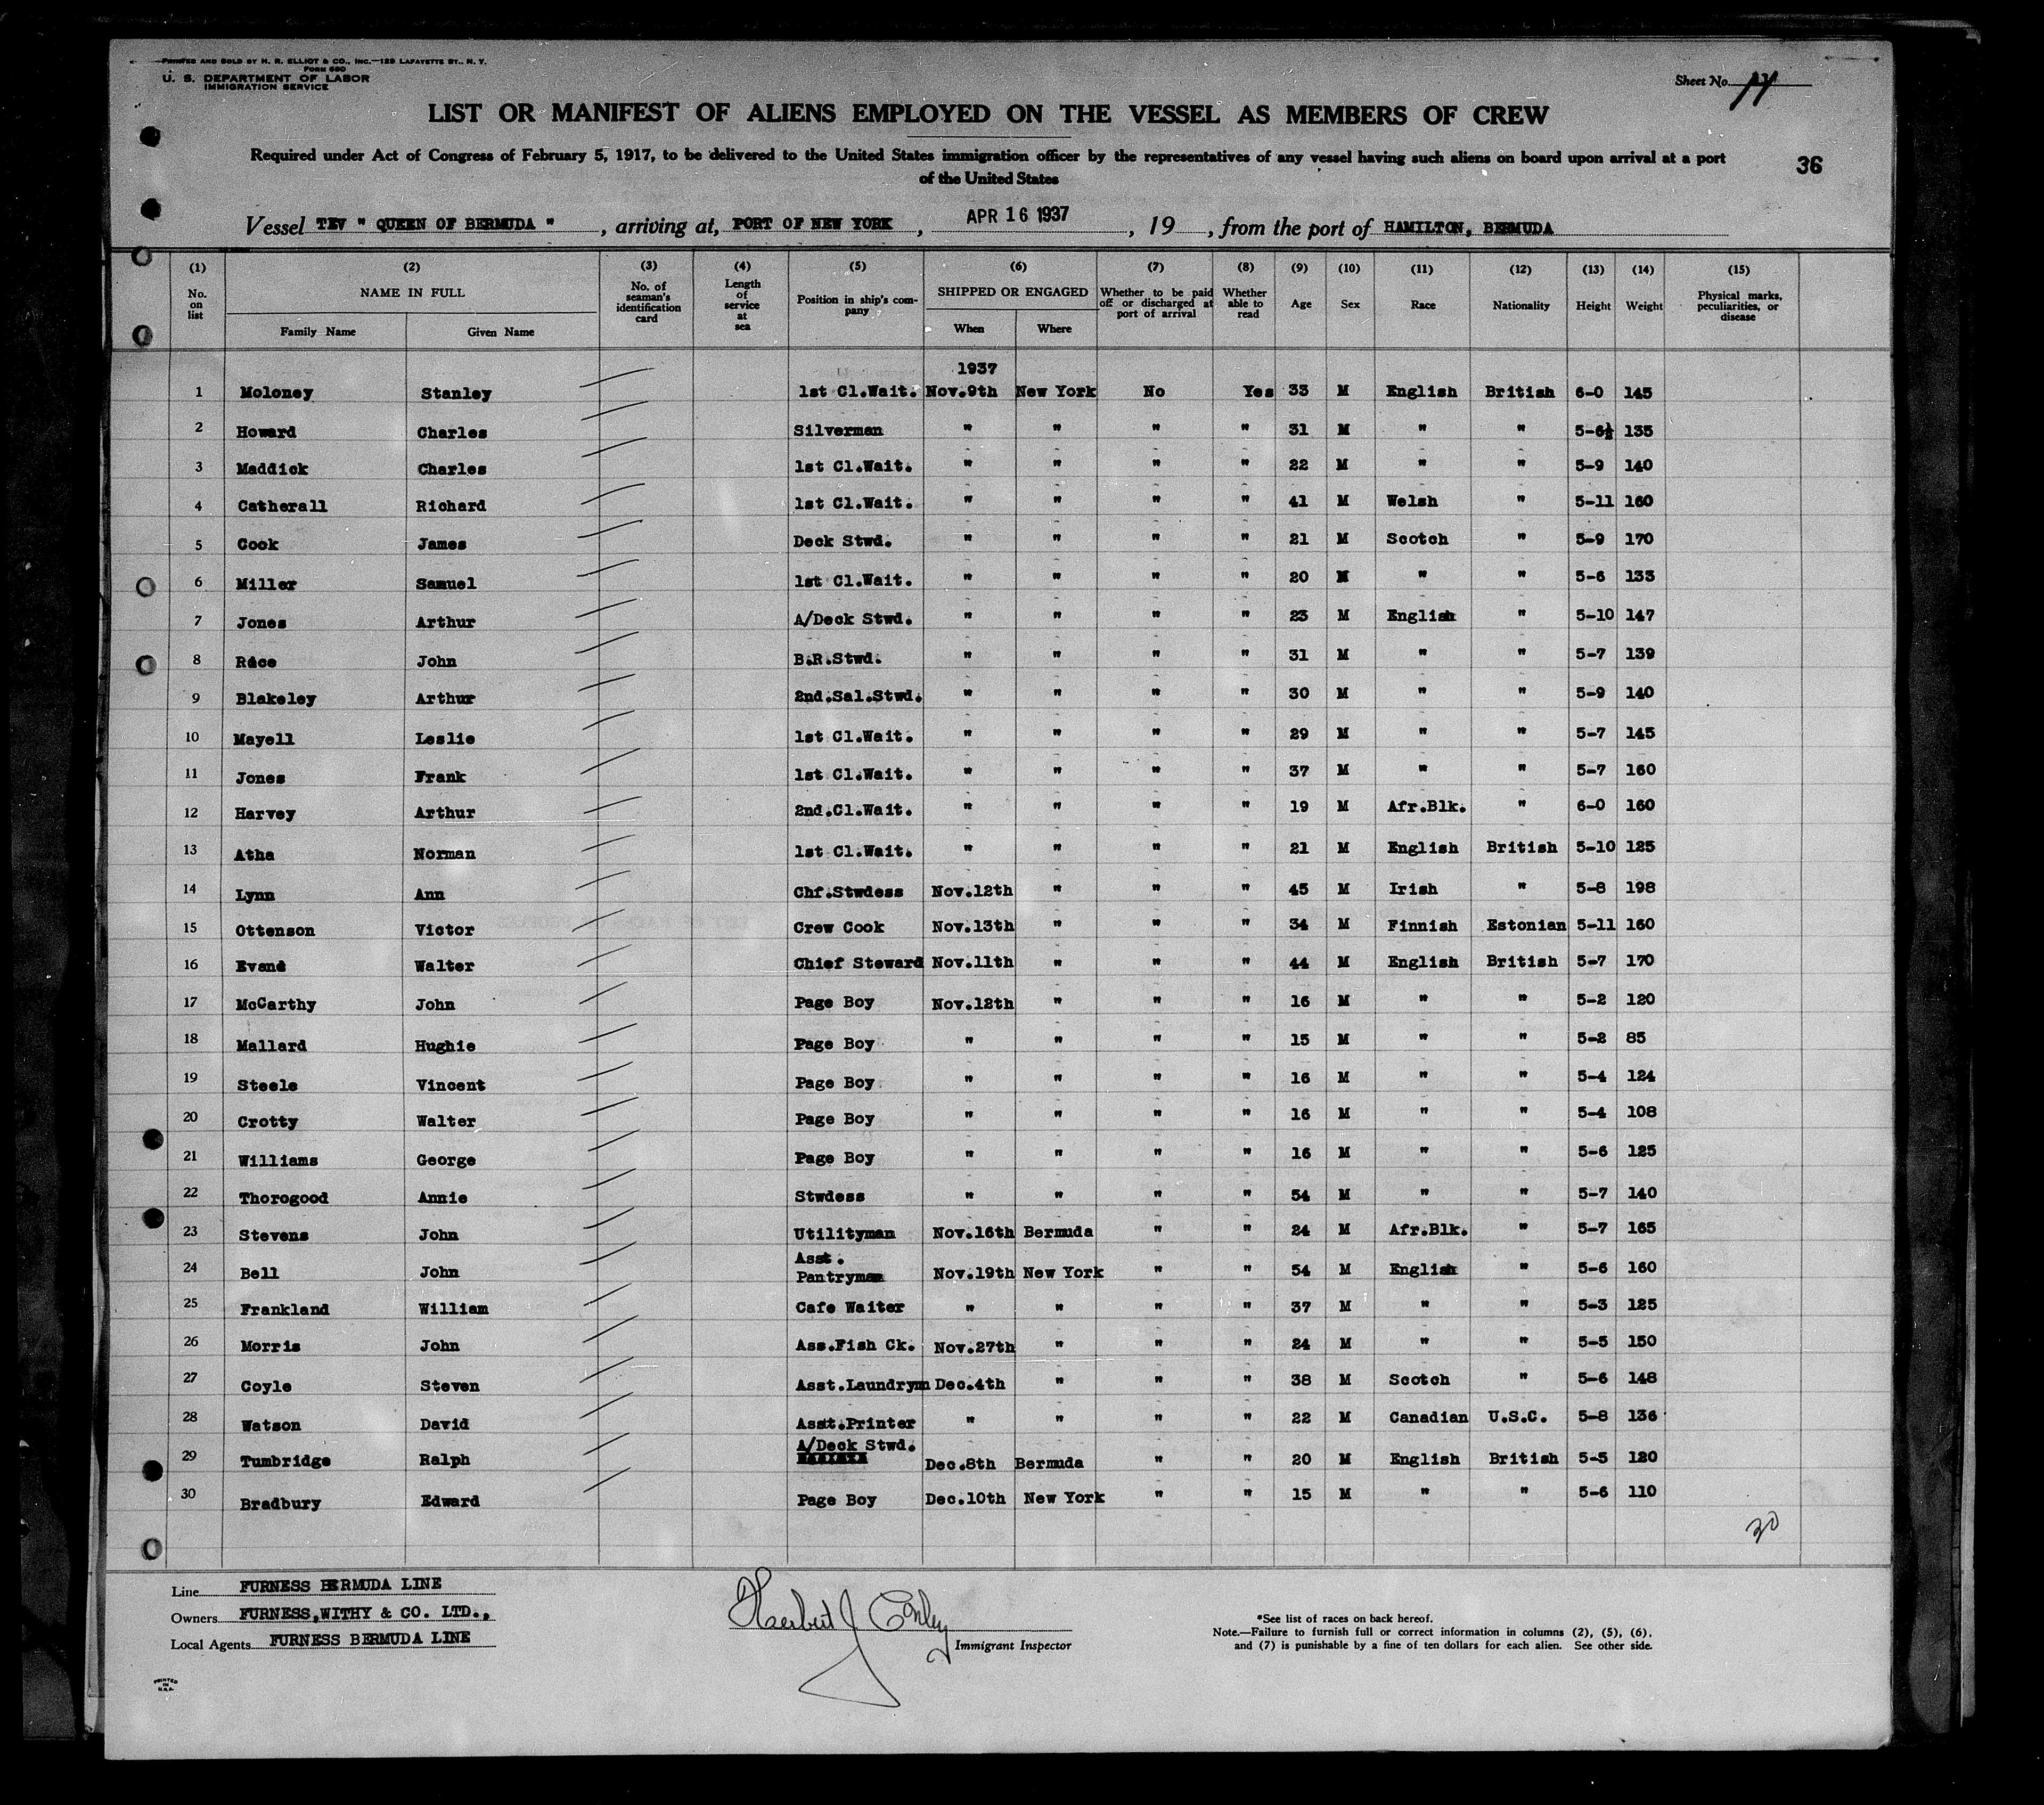 PRINTED AND SOLD BY H. R. ELLIOT & CO., INC.—129 LAFAYETTE ST., N. Y.
FORM 680
U. S. DEPARTMENT OF LABOR
IMMIGRATION SERVICE
Sheet No.
LIST OR MANIFEST OF ALIENS EMPLOYED ON THE VESSEL AS MEMBERS OF CREW
Required under Act of Congress of February 5, 1917, to be delivered to the United States immigration officer by the representatives of any vessel having such aliens on board upon arrival at a port
of the United States
36
Vessel TEV " QUEEN OF BERMUDA " , arriving at, PORT OF NEW YORK , APR 16 1937 , 19 , from the port of HAMILTON, BERMUDA
(1) (2) (3) (4) (5) (6) (7) (8) (9) (10) (11) (12) (13) (14) (15)
No. on list NAME IN FULL Family Name Given Name No. of seaman's identification card Length of service at sea Position in ship's company SHIPPED OR ENGAGED When Where Whether to be paid off or discharged at port of arrival Whether able to read Age Sex Race Nationality Height Weight Physical marks, peculiarities, or disease
1937
1 Moloney Stanley 1st Cl.Wait. Nov.9th New York No Yes 33 M English British 6-0 145
2 Howard Charles Silverman " " " " 31 M " " 5-6½ 135
3 Maddick Charles 1st Cl.Wait. " " " " 22 M " " 5-9 140
4 Catherall Richard 1st Cl.Wait. " " " " 41 M Welsh " 5-11 160
5 Cook James Deck Stwd. " " " " 21 M Scotch " 5-9 170
6 Miller Samuel 1st Cl.Wait. " " " " 20 M " " 5-6 133
7 Jones Arthur A/Deck Stwd. " " " " 23 M English " 5-10 147
8 John B.R.Stwd. " " " " 31 M " " 5-7 139
9 Blakeley Arthur 2nd.Sal.Stwd. " " " " 30 M " " 5-9 140
10 Mayell Leslie 1st Cl.Wait. " " " " 29 M " " 5-7 145
11 Jones Frank 1st Cl.Wait. " " " " 37 M " " 5-7 160
12 Harvey Arthur 2nd.Cl.Wait. " " " " 19 M Afr.Blk. " 6-0 160
13 Atha Norman 1st Cl.Wait. " " " " 21 M English British 5-10 125
14 Lynn Ann Chf.Stwdess Nov.12th " " " 45 M Irish " 5-8 198
15 Ottenson Victor Crew Cook Nov.13th " " " 34 M Finnish Estonian 5-11 160
16 Walter Chief Steward Nov.11th " " " 44 M English British 5-7 170
17 McCarthy John Page Boy Nov.12th " " " 16 M " " 5-2 120
18 Mallard Hughie Page Boy " " " " 15 M " " 5-2 85
19 Steele Vincent Page Boy " " " " 16 M " " 5-4 124
20 Crotty Walter Page Boy " " " " 16 M " " 5-4 108
21 Williams George Page Boy " " " " 16 M " " 5-6 125
22 Thorogood Annie Stwdess " " " " 54 M " " 5-7 140
23 Stevens John Utilityman Nov.16th Bermuda " " 24 M Afr.Blk. " 5-7 165
24 Bell John Asst. Pantryman Nov.19th New York " " 54 M English " 5-6 160
25 Frankland William Cafe Waiter " " " " 37 M " " 5-3 125
26 Morris John Ass.Fish Ck. Nov.27th " " " 24 M " " 5-5 150
27 Coyle Steven Asst.Laundrym Dec.4th " " " 38 M Scotch " 5-6 148
28 Watson David Asst.Printer " " " " 22 M Canadian U.S.C. 5-8 136
29 Tumbridge Ralph A/Deck Stwd. Dec.8th Bermuda " " 20 M English British 5-5 120
30 Bradbury Edward Page Boy Dec.10th New York " " 15 M " " 5-6 110
30
Line FURNESS BERMUDA LINE
Owners FURNESS,WITHY & CO. LTD.,
Local Agents FURNESS BERMUDA LINE
Herbert J Conley
Immigrant Inspector
*See list of races on back hereof.
Note.—Failure to furnish full or correct information in columns (2), (5), (6),
and (7) is punishable by a fine of ten dollars for each alien. See other side.
PRINTED
IN
U.S.A.